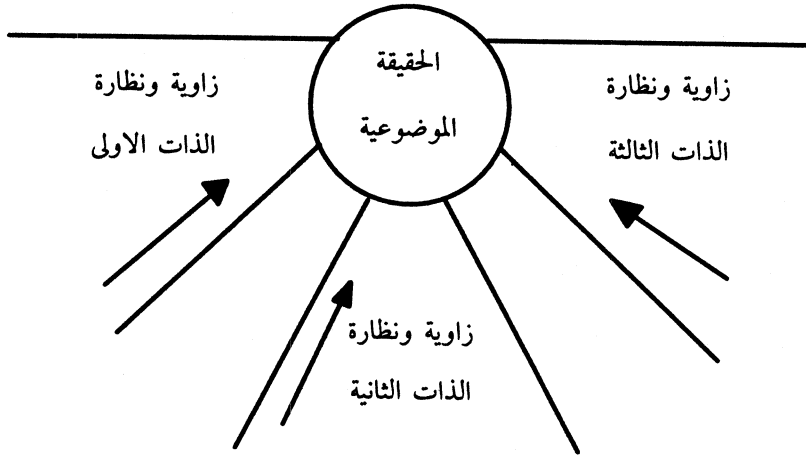 الحقيقة
الموضوعية
زاوية ونظارة
الذات الثالثة
زاوية ونظارة
الذات الاولى
زاوية ونظارة
الذات الثانية